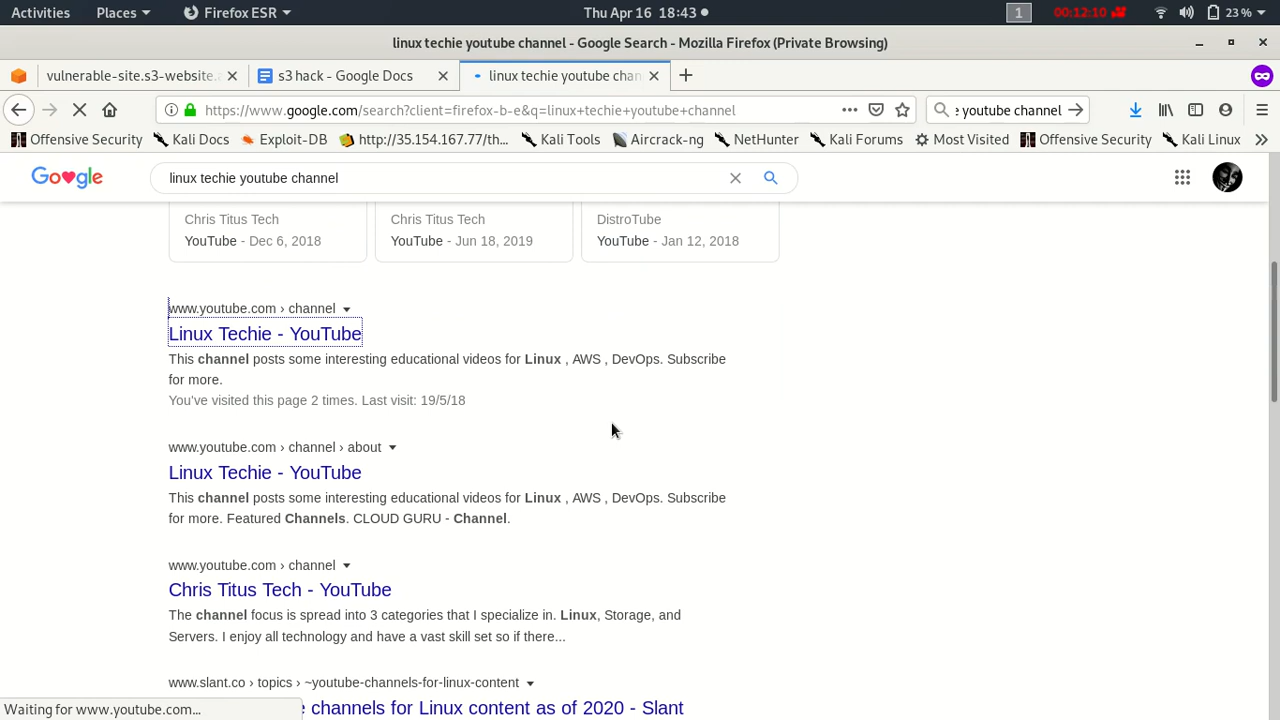 Activities Places Firefox ESR Thu Apr 16 18:43 1 00:12:10 23 %
linux techie youtube channel - Google Search - Mozilla Firefox (Private Browsing)
vulnerable-site.s3-website.a s3 hack - Google Docs linux techie youtube chan
https://www.google.com/search?client=firefox-b-e&q=linux+techie+youtube+channel youtube channel
Offensive Security Kali Docs Exploit-DB http://35.154.167.77/th... Kali Tools Aircrack-ng NetHunter Kali Forums Most Visited Offensive Security Kali Linux
linux techie youtube channel
Chris Titus Tech Chris Titus Tech DistroTube
YouTube - Dec 6, 2018 YouTube - Jun 18, 2019 YouTube - Jan 12, 2018
www.youtube.com › channel
Linux Techie - YouTube
This channel posts some interesting educational videos for Linux , AWS , DevOps. Subscribe
for more.
You've visited this page 2 times. Last visit: 19/5/18
www.youtube.com › channel › about
Linux Techie - YouTube
This channel posts some interesting educational videos for Linux , AWS , DevOps. Subscribe
for more. Featured Channels. CLOUD GURU - Channel.
www.youtube.com › channel
Chris Titus Tech - YouTube
The channel focus is spread into 3 categories that I specialize in. Linux, Storage, and
Servers. I enjoy all technology and have a vast skill set so if there...
www.slant.co › topics › ~youtube-channels-for-linux-content
channels for Linux content as of 2020 - Slant
Waiting for www.youtube.com...